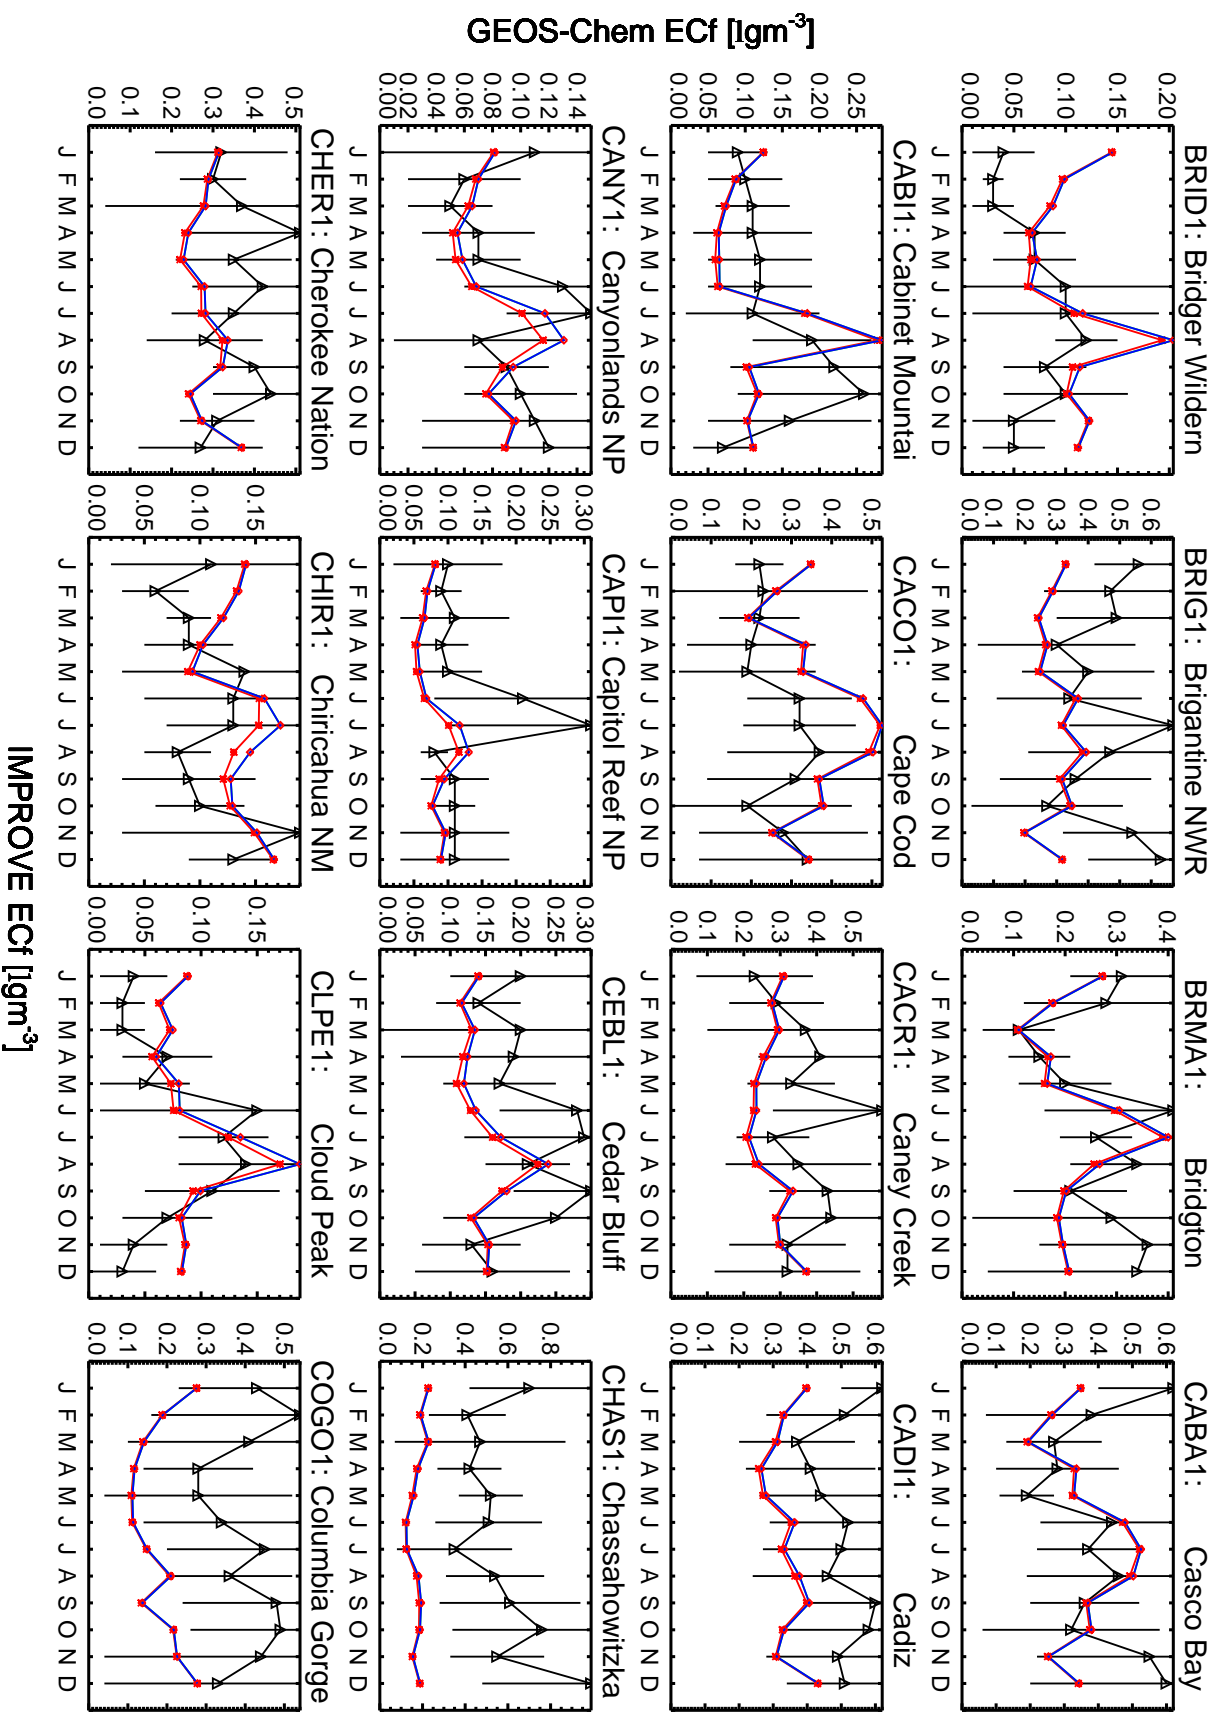 GEOS-Chem ECf [lgm-3]
BRID1: Bridger Wildern
0.20
0.15
0.10
0.05
0.00
J F M A M J J A S O N D
BRIG1: Brigantine NWR
0.6
0.5
0.4
0.3
0.2
0.1
0.0
J F M A M J J A S O N D
BRMA1: Bridgton
0.4
0.3
0.2
0.1
0.0
J F M A M J J A S O N D
CABA1: Casco Bay
0.6
0.5
0.4
0.3
0.2
0.1
0.0
J F M A M J J A S O N D
CABI1: Cabinet Mountai
0.25
0.20
0.15
0.10
0.05
0.00
J F M A M J J A S O N D
CACO1: Cape Cod
0.5
0.4
0.3
0.2
0.1
0.0
J F M A M J J A S O N D
CACR1: Caney Creek
0.5
0.4
0.3
0.2
0.1
0.0
J F M A M J J A S O N D
CADI1: Cadiz
0.6
0.5
0.4
0.3
0.2
0.1
0.0
J F M A M J J A S O N D
CANY1: Canyonlands NP
0.14
0.12
0.10
0.08
0.06
0.04
0.02
0.00
J F M A M J J A S O N D
CAPI1: Capitol Reef NP
0.30
0.25
0.20
0.15
0.10
0.05
0.00
J F M A M J J A S O N D
CEBL1: Cedar Bluff
0.30
0.25
0.20
0.15
0.10
0.05
0.00
J F M A M J J A S O N D
CHAS1: Chassahowitzka
0.8
0.6
0.4
0.2
0.0
J F M A M J J A S O N D
CHER1: Cherokee Nation
0.5
0.4
0.3
0.2
0.1
0.0
J F M A M J J A S O N D
CHIR1: Chiricahua NM
0.15
0.10
0.05
0.00
J F M A M J J A S O N D
CLPE1: Cloud Peak
0.15
0.10
0.05
0.00
J F M A M J J A S O N D
COGO1: Columbia Gorge
0.5
0.4
0.3
0.2
0.1
0.0
J F M A M J J A S O N D
IMPROVE ECf [lgm-3]